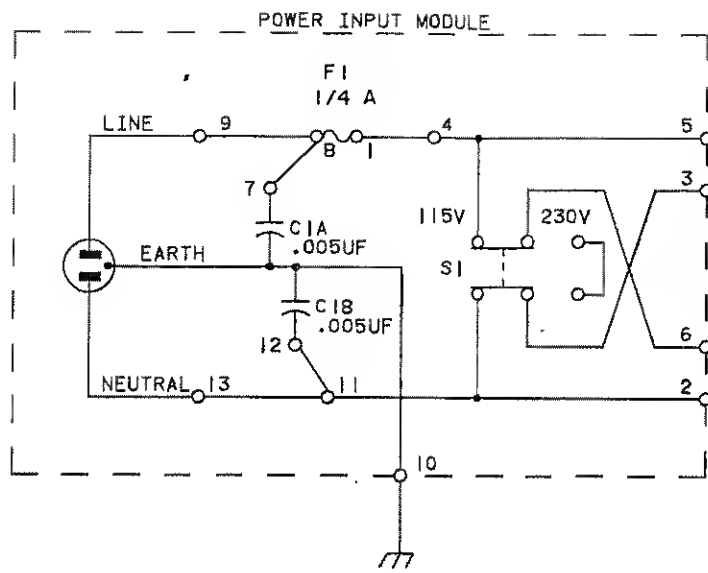 POWER INPUT MODULE
F1
1/4 A
LINE
9
8
1
4
5
3
7
C1A
.005UF
115V
230V
EARTH
S1
C1B
.005UF
12
6
NEUTRAL
13
11
2
10